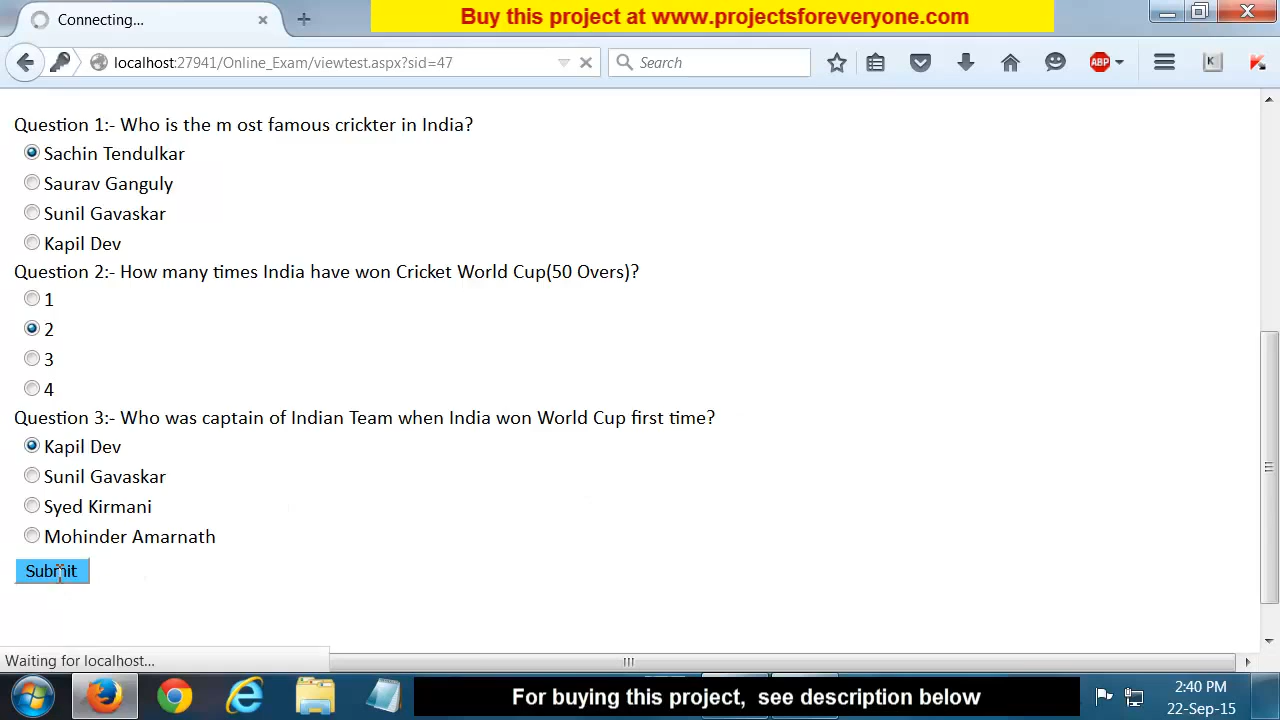 Connecting...
Buy this project at www.projectsforeveryone.com
localhost:27941/Online_Exam/viewtest.aspx?sid=47
Search
ABP
K
Question 1:- Who is the m ost famous crickter in India?
Sachin Tendulkar
Saurav Ganguly
Sunil Gavaskar
Kapil Dev
Question 2:- How many times India have won Cricket World Cup(50 Overs)?
1
2
3
4
Question 3:- Who was captain of Indian Team when India won World Cup first time?
Kapil Dev
Sunil Gavaskar
Syed Kirmani
Mohinder Amarnath
Submit
Waiting for localhost...
For buying this project, see description below
2:40 PM
22-Sep-15